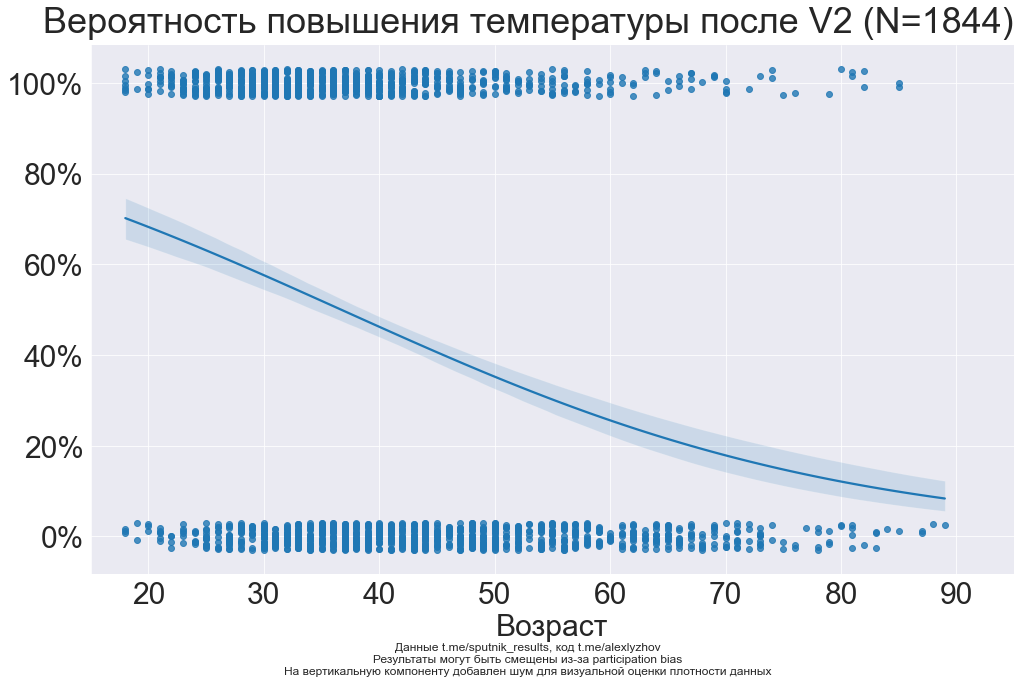 Вероятность повышения температуры после V2 (N=1844)
100%
80%
60%
40%
20%
0%
20 30 40 50 60 70 80 90
Возраст
Данные t.me/sputnik_results, код t.me/alexlyzhov
Результаты могут быть смещены из-за participation bias
На вертикальную компоненту добавлен шум для визуальной оценки плотности данных